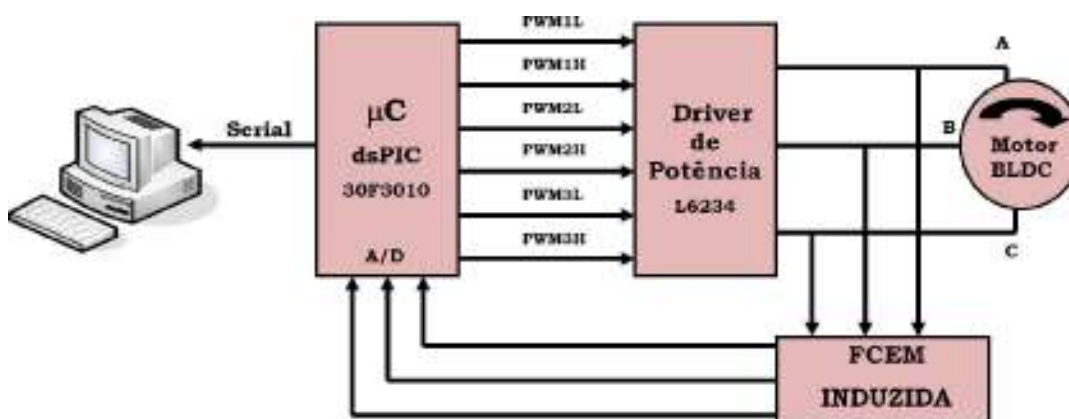 Serial
μC
dsPIC
30F3010
A/D
PWM1L
PWM1H
PWM2L
PWM2H
PWM3L
PWM3H
Driver
de
Potência
L6234
A
B
C
Motor
BLDC
FCEM
INDUZIDA